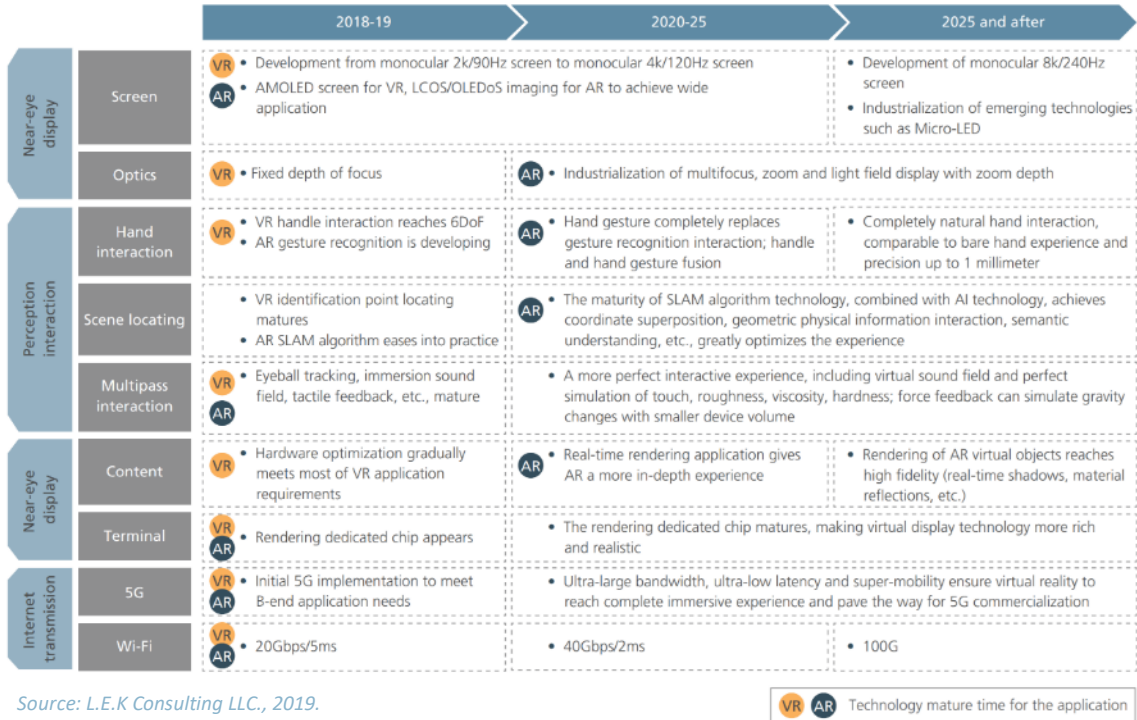 2018-19
2020-25
2025 and after
Near-eye
display
Screen
VR
AR
• Development from monocular 2k/90Hz screen to monocular 4k/120Hz screen
• AMOLED screen for VR, LCOS/OLEDoS imaging for AR to achieve wide
application
• Development of monocular 8k/240Hz
screen
• Industrialization of emerging technologies
such as Micro-LED
Optics
VR
• Fixed depth of focus
AR
• Industrialization of multifocus, zoom and light field display with zoom depth
Perception
interaction
Hand
interaction
VR
• VR handle interaction reaches 6DoF
• AR gesture recognition is developing
AR
• Hand gesture completely replaces
gesture recognition interaction; handle
and hand gesture fusion
• Completely natural hand interaction,
comparable to bare hand experience and
precision up to 1 millimeter
Scene locating
• VR identification point locating
matures
• AR SLAM algorithm eases into practice
AR
• The maturity of SLAM algorithm technology, combined with AI technology, achieves
coordinate superposition, geometric physical information interaction, semantic
understanding, etc., greatly optimizes the experience
Multipass
interaction
VR
AR
• Eyeball tracking, immersion sound
field, tactile feedback, etc., mature
• A more perfect interactive experience, including virtual sound field and perfect
simulation of touch, roughness, viscosity, hardness; force feedback can simulate gravity
changes with smaller device volume
Near-eye
display
Content
VR
• Hardware optimization gradually
meets most of VR application
requirements
AR
• Real-time rendering application gives
AR a more in-depth experience
• Rendering of AR virtual objects reaches
high fidelity (real-time shadows, material
reflections, etc.)
Terminal
VR
AR
• Rendering dedicated chip appears
• The rendering dedicated chip matures, making virtual display technology more rich
and realistic
Internet
transmission
5G
VR
AR
• Initial 5G implementation to meet
B-end application needs
• Ultra-large bandwidth, ultra-low latency and super-mobility ensure virtual reality to
reach complete immersive experience and pave the way for 5G commercialization
Wi-Fi
VR
AR
• 20Gbps/5ms
• 40Gbps/2ms
• 100G
Source: L.E.K Consulting LLC., 2019.
VR AR Technology mature time for the application